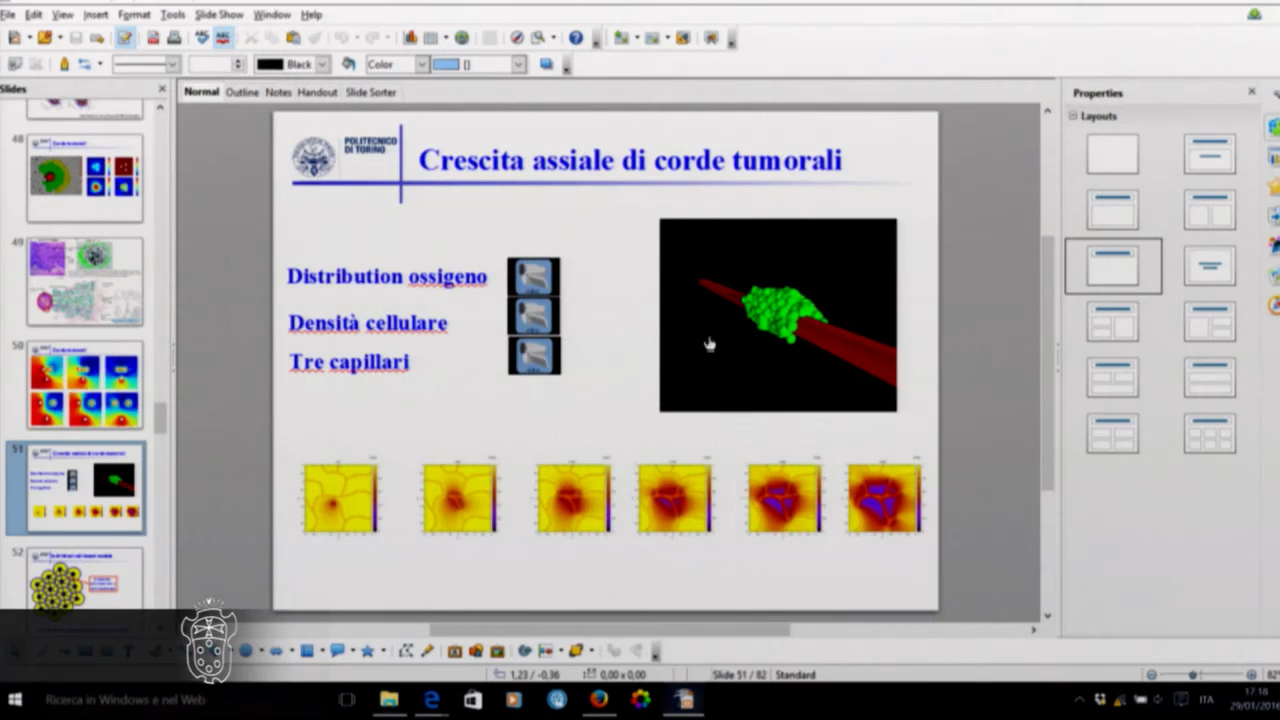 File Edit View Insert Format Tools Slide Show Window Help
Black
Color
[]
Slides
Normal Outline Notes Handout Slide Sorter
Properties
Layouts
48
49
50
51
52
POLITECNICO
DI TORINO
Crescita assiale di corde tumorali
Distribution ossigeno
Densità cellulare
Tre capillari
1,23 / -0,36
0,00 x 0,00
Slide 51 / 82
Standard
Ricerca in Windows e nel Web
ITA
17:18